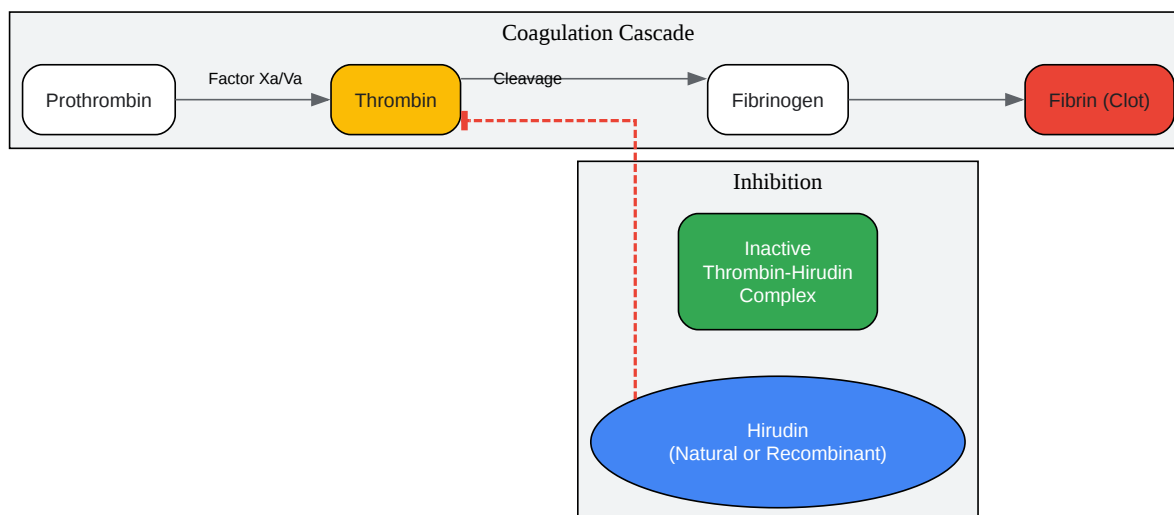 Coagulation Cascade
Prothrombin
Factor Xa/Va
Thrombin
Cleavage
Fibrinogen
Fibrin (Clot)
Inhibition
Inactive
Thrombin-Hirudin
Complex
Hirudin
(Natural or Recombinant)